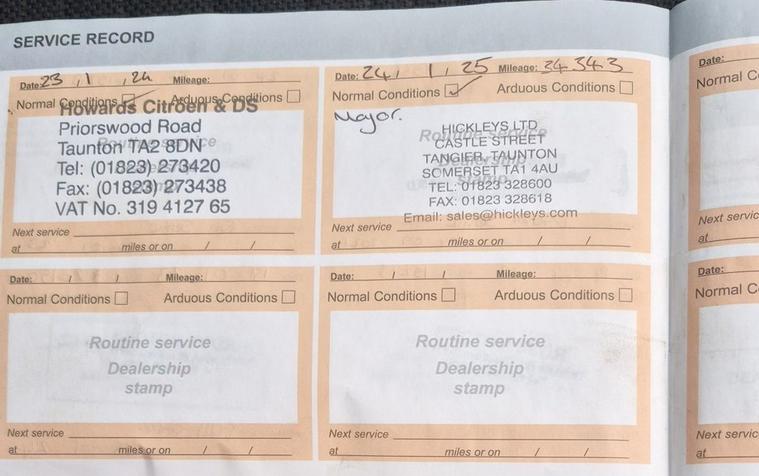 SERVICE RECORD
Date: 23 / 1 / 24 Mileage:
Normal Conditions Arduous Conditions
Howards Citroën & DS
Priorswood Road
Taunton TA2 8DN
Tel: (01823) 273420
Fax: (01823) 273438
VAT No. 319 4127 65
Next service
at miles or on / /
Date: 24 / 1 / 25 Mileage: 34343
Normal Conditions Arduous Conditions
Major.
Routine service
Dealership
stamp
HICKLEYS LTD
CASTLE STREET
TANGIER, TAUNTON
SOMERSET TA1 4AU
TEL: 01823 328600
FAX: 01823 328618
Email: sales@hickleys.com
Next service
at miles or on / /
Date:
Normal C
Next servic
at
Date: / / Mileage:
Normal Conditions Arduous Conditions
Routine service
Dealership
stamp
Next service
at miles or on / /
Date: / / Mileage:
Normal Conditions Arduous Conditions
Routine service
Dealership
stamp
Next service
at miles or on / /
Date:
Normal C
Next servic
at